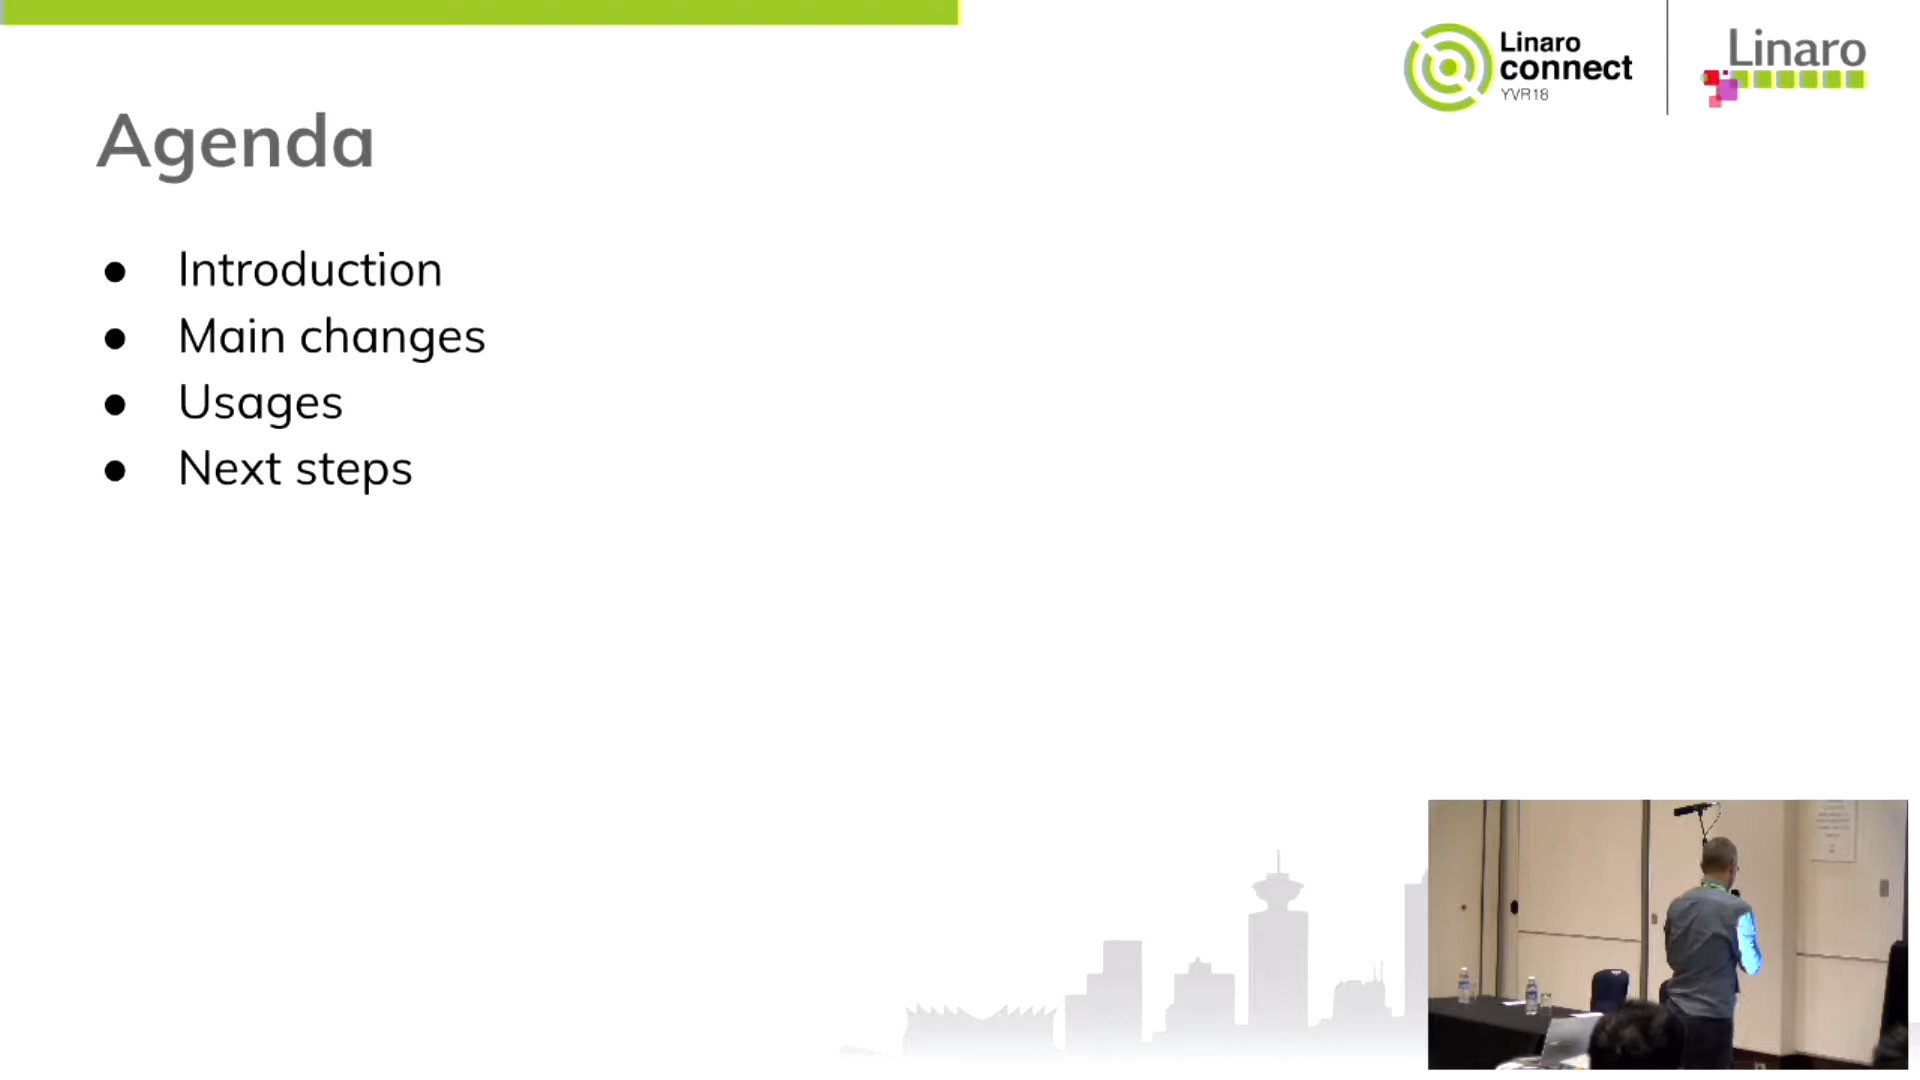 Linaro
connect
YVR18
Linaro
Agenda
● Introduction
● Main changes
● Usages
● Next steps